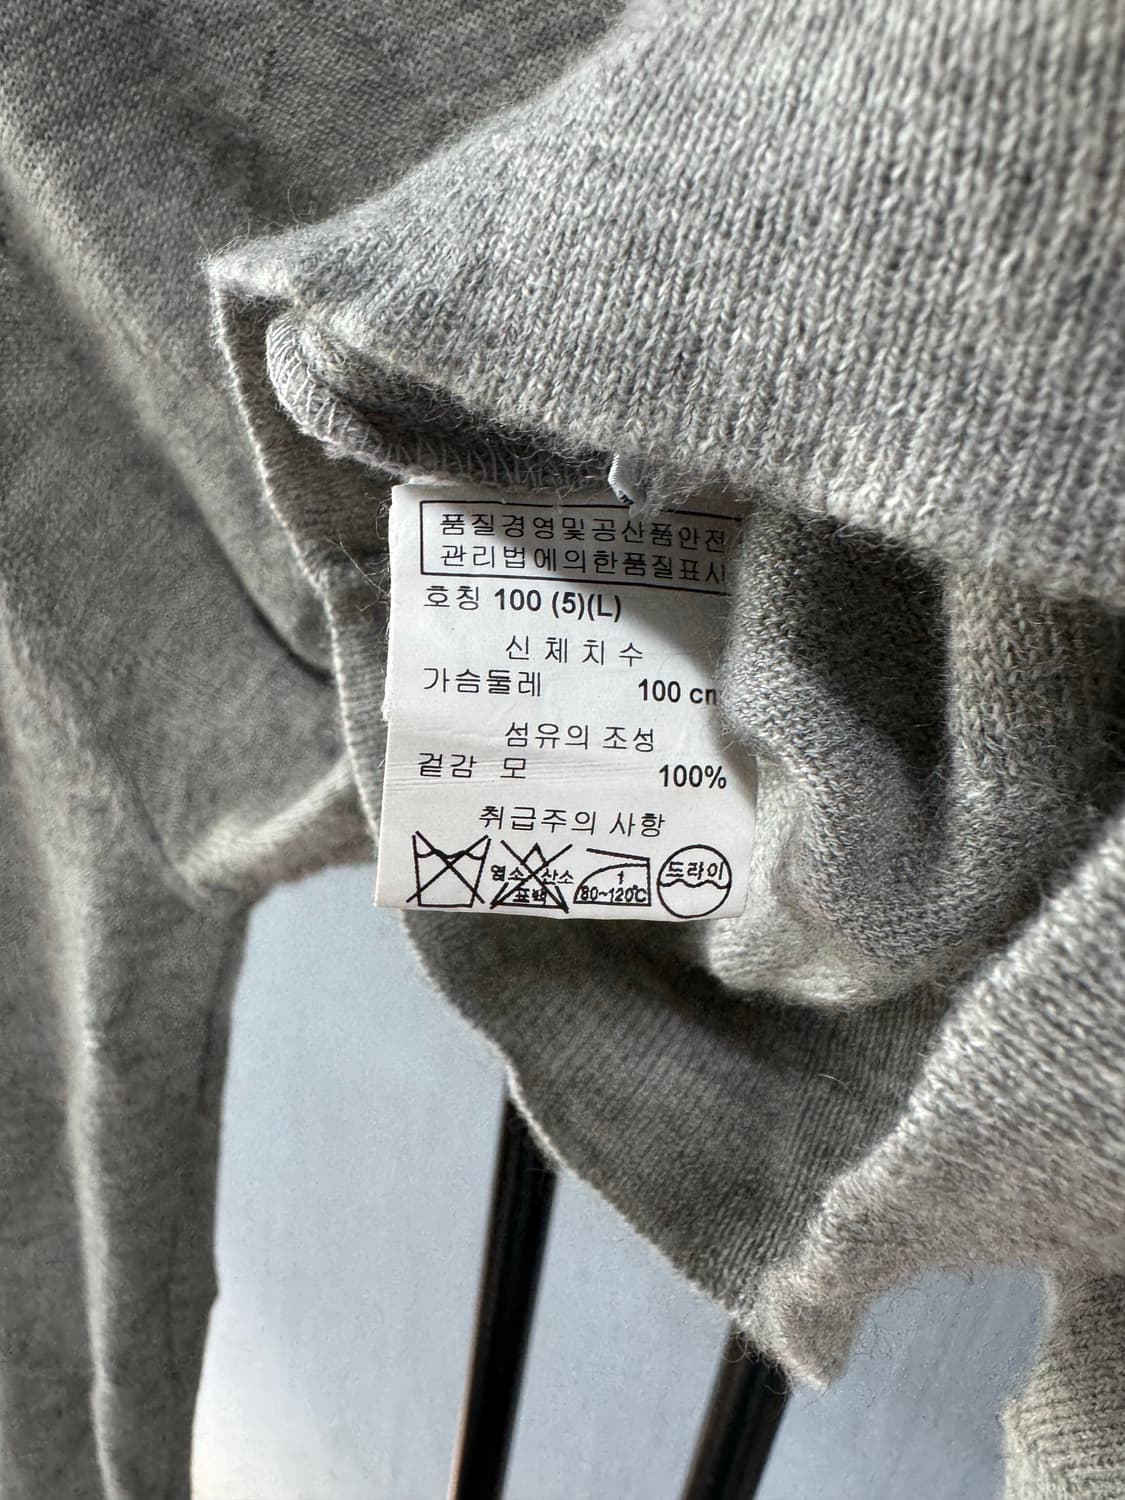 품질경영및공산품안전
관리법에의한품질표시
호칭 100 (5)(L)
신 체 치 수
가슴둘레 100 cm
섬유의 조성
겉감 모 100%
취급주의 사항
염소 산소
표백
80~120℃
드라이